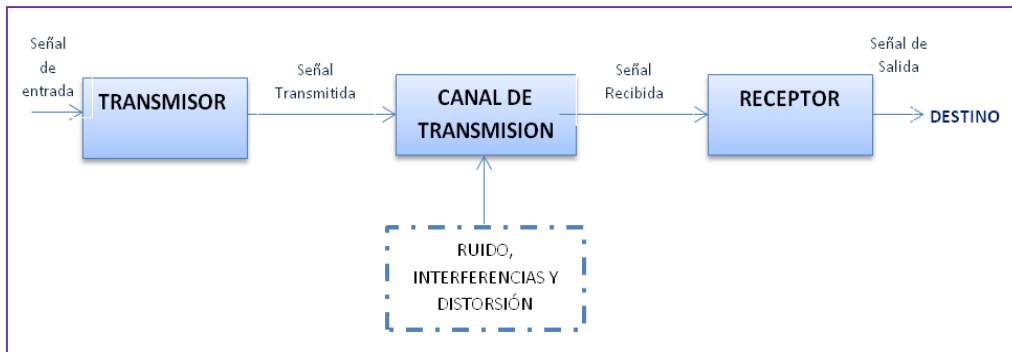 Señal
de
entrada
TRANSMISOR
Señal
Transmitida
CANAL DE
TRANSMISION
Señal
Recibida
RECEPTOR
Señal de
Salida
DESTINO
RUIDO,
INTERFERENCIAS Y
DISTORSIÓN